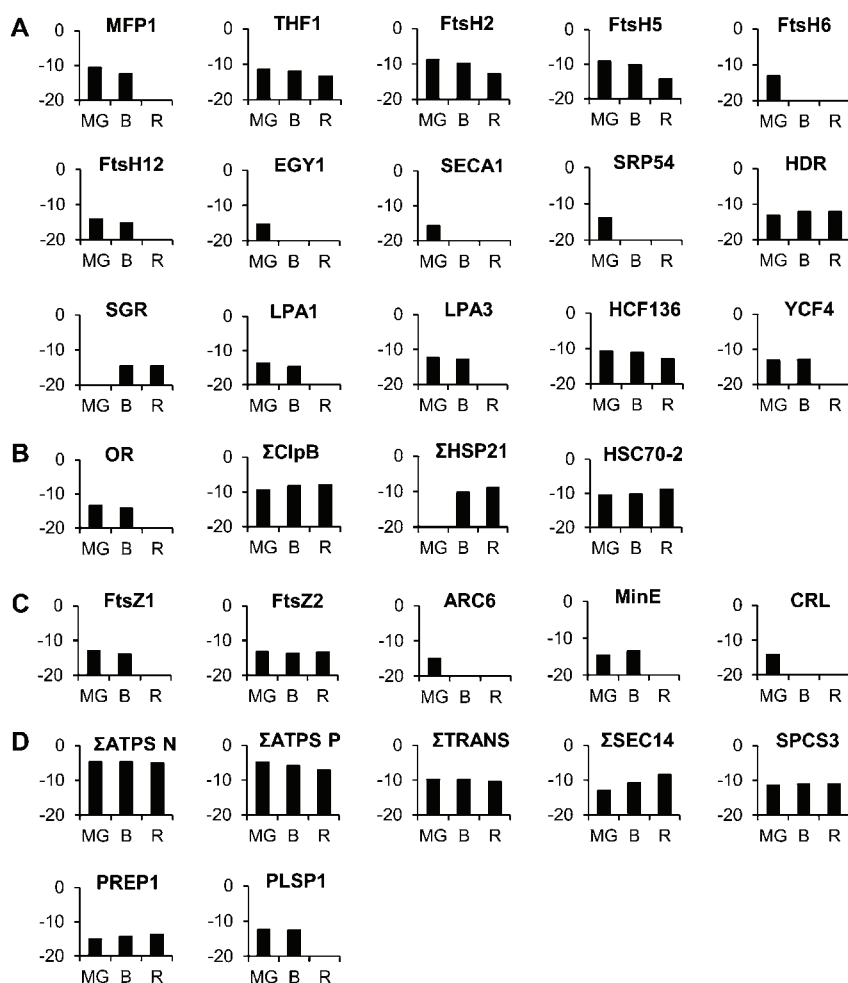 A MFP1 THF1 FtsH2 FtsH5 FtsH6
0 0 0 0 0
-10 -10 -10 -10 -10
-20 -20 -20 -20 -20
MG B R MG B R MG B R MG B R MG B R
FtsH12 EGY1 SECA1 SRP54 HDR
0 0 0 0 0
-10 -10 -10 -10 -10
-20 -20 -20 -20 -20
MG B R MG B R MG B R MG B R MG B R
SGR LPA1 LPA3 HCF136 YCF4
0 0 0 0 0
-10 -10 -10 -10 -10
-20 -20 -20 -20 -20
MG B R MG B R MG B R MG B R MG B R
B OR ΣClpB ΣHSP21 HSC70-2
0 0 0 0
-10 -10 -10 -10
-20 -20 -20 -20
MG B R MG B R MG B R MG B R
C FtsZ1 FtsZ2 ARC6 MinE CRL
0 0 0 0 0
-10 -10 -10 -10 -10
-20 -20 -20 -20 -20
MG B R MG B R MG B R MG B R MG B R
D ΣATPS N ΣATPS P ΣTRANS ΣSEC14 SPCS3
0 0 0 0 0
-10 -10 -10 -10 -10
-20 -20 -20 -20 -20
MG B R MG B R MG B R MG B R MG B R
PREP1 PLSP1
0 0
-10 -10
-20 -20
MG B R MG B R